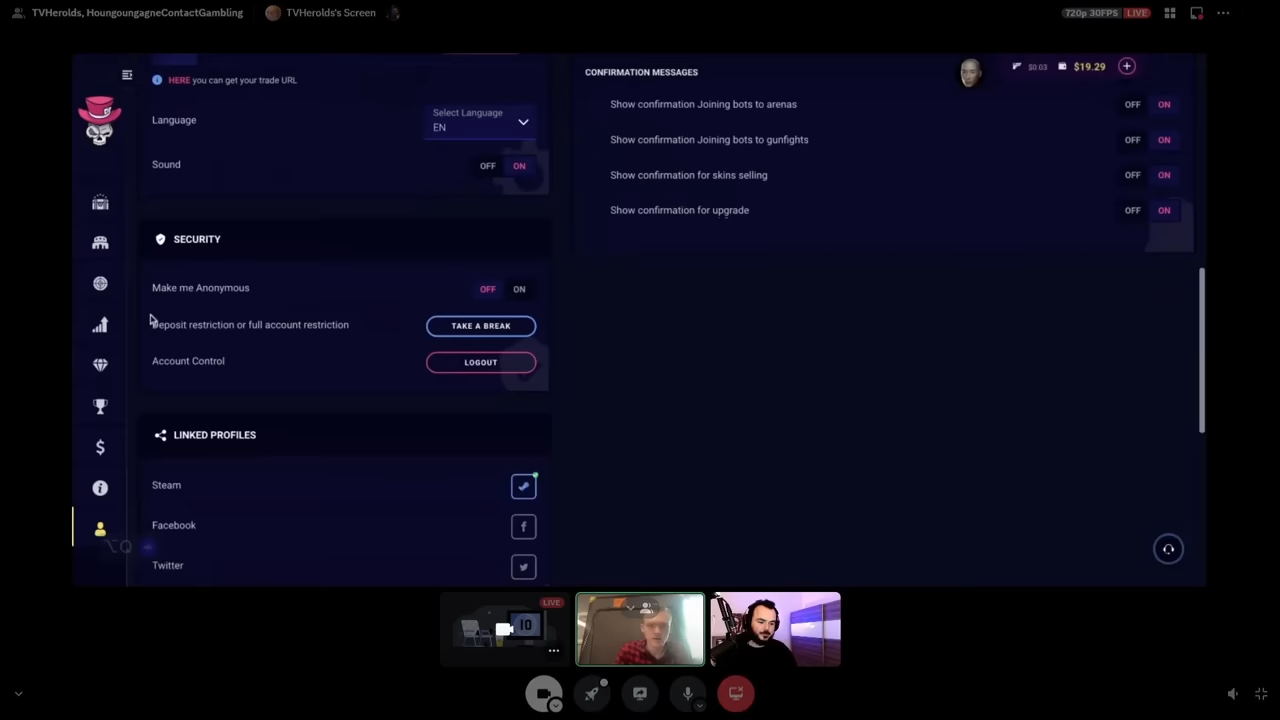 TVHerolds, HoungoungagneContactGambling
TVHerolds's Screen
720p 30FPS
LIVE
HERE you can get your trade URL
Language
Select Language
EN
Sound
OFF ON
SECURITY
Make me Anonymous
OFF ON
Deposit restriction or full account restriction
TAKE A BREAK
Account Control
LOGOUT
LINKED PROFILES
Steam
Facebook
Twitter
CONFIRMATION MESSAGES
$0.03
$19.29
Show confirmation Joining bots to arenas
OFF ON
Show confirmation Joining bots to gunfights
OFF ON
Show confirmation for skins selling
OFF ON
Show confirmation for upgrade
OFF ON
LIVE
10